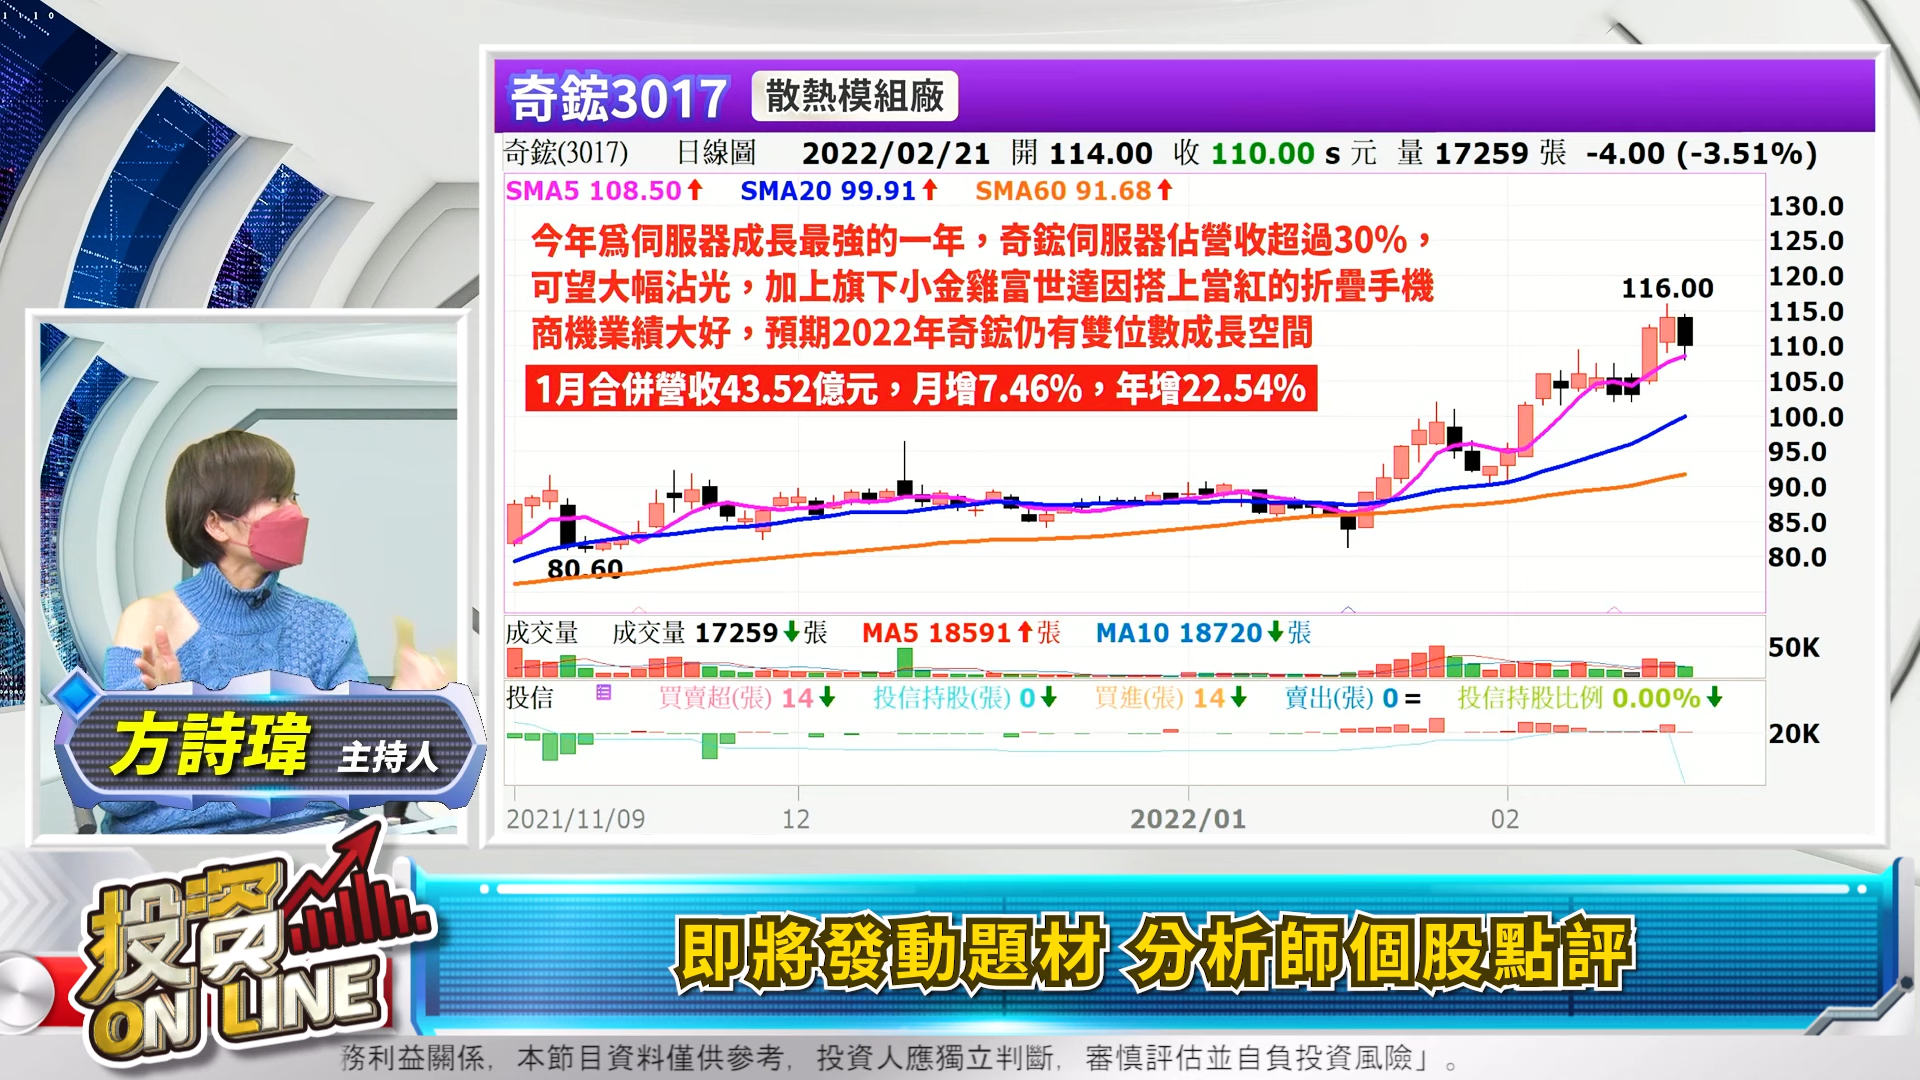 奇鋐3017 散熱模組廠
奇鋐(3017) 日線圖 2022/02/21 開 114.00 收 110.00 s 元 量 17259 張 -4.00 (-3.51%)
SMA5 108.50↑ SMA20 99.91↑ SMA60 91.68↑
今年爲伺服器成長最強的一年，奇鋐伺服器佔營收超過30%，
可望大幅沾光，加上旗下小金雞富世達因搭上當紅的折疊手機
商機業績大好，預期2022年奇鋐仍有雙位數成長空間
1月合併營收43.52億元，月增7.46%，年增22.54%
130.0
125.0
120.0
115.0
110.0
105.0
100.0
95.0
90.0
85.0
80.0
116.00
80.60
成交量 成交量 17259↓張 MA5 18591↑張 MA10 18720↓張
50K
投信 買賣超(張) 14↓ 投信持股(張) 0↓ 買進(張) 14↓ 賣出(張) 0 = 投信持股比例 0.00%↓
20K
2021/11/09 12 2022/01 02
方詩瑋 主持人
投資
ON LINE
即將發動題材 分析師個股點評
務利益關係，本節目資料僅供參考，投資人應獨立判斷，審慎評估並自負投資風險」。